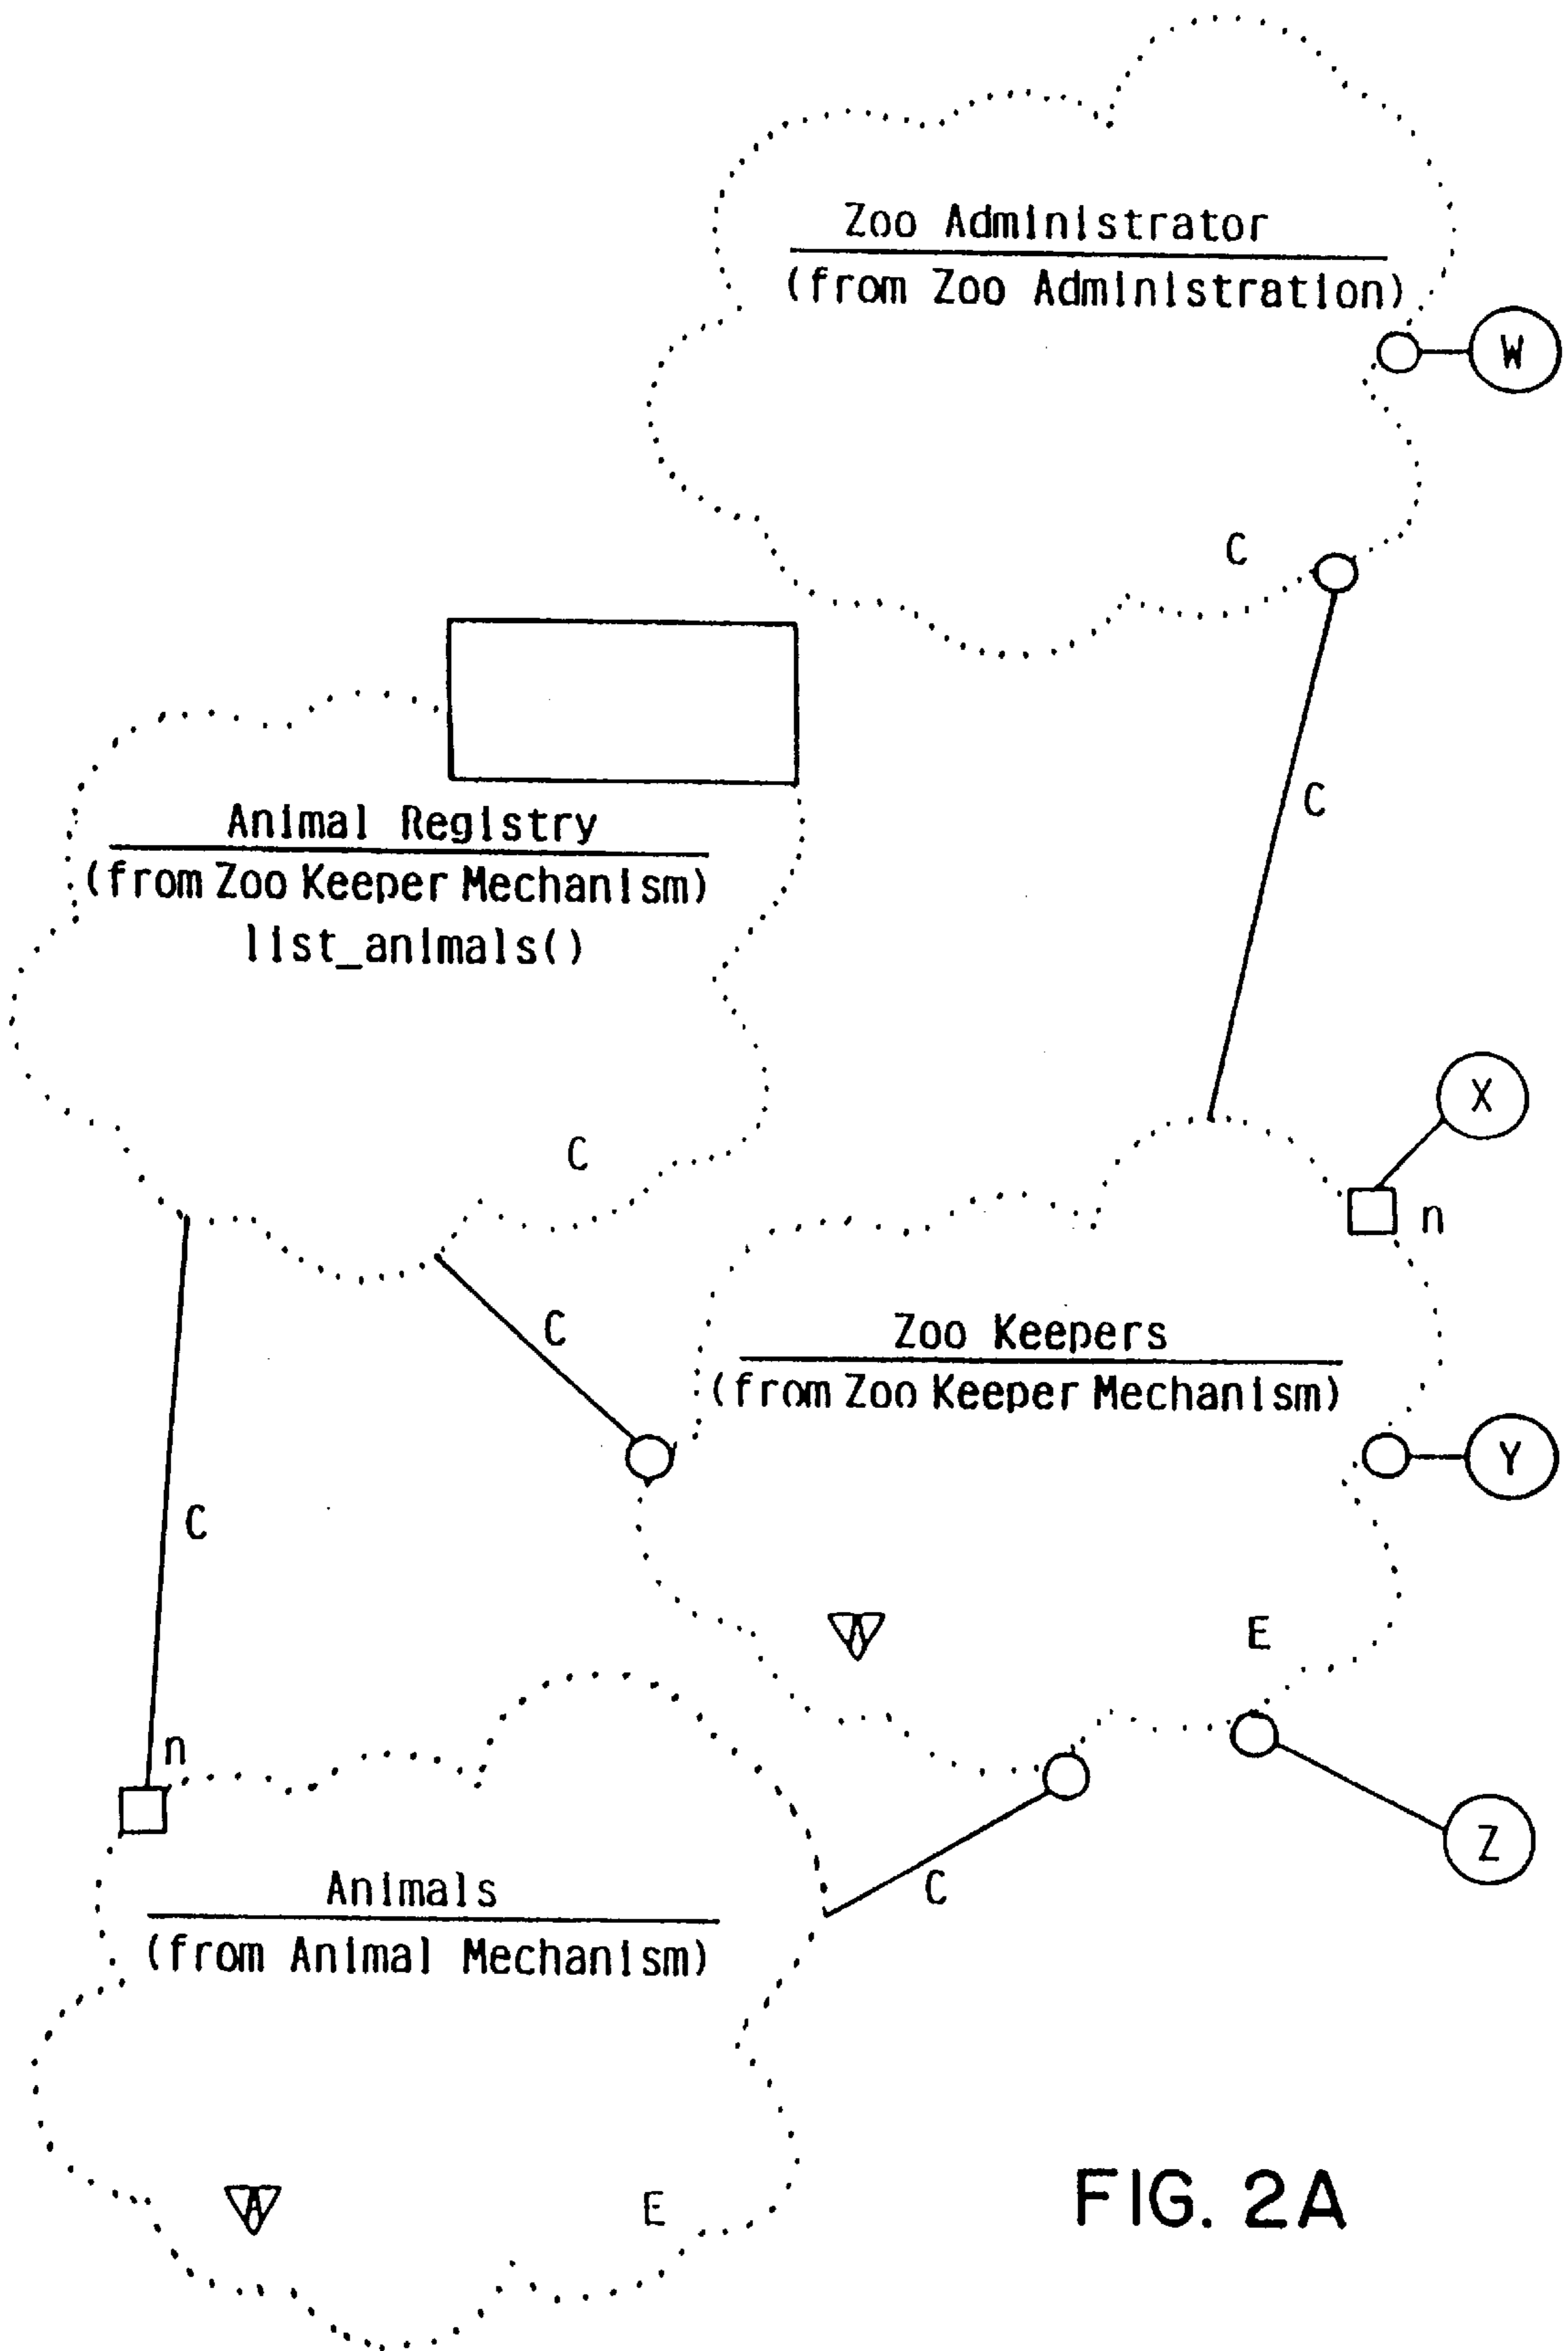 Zoo Administrator
(from Zoo Administration)
W
C
C
Animal Registry
(from Zoo Keeper Mechanism)
list_animals()
X
C
n
C
Zoo Keepers
(from Zoo Keeper Mechanism)
Y
C
A
E
n
Z
C
Animals
(from Animal Mechanism)
A
E
FIG. 2A